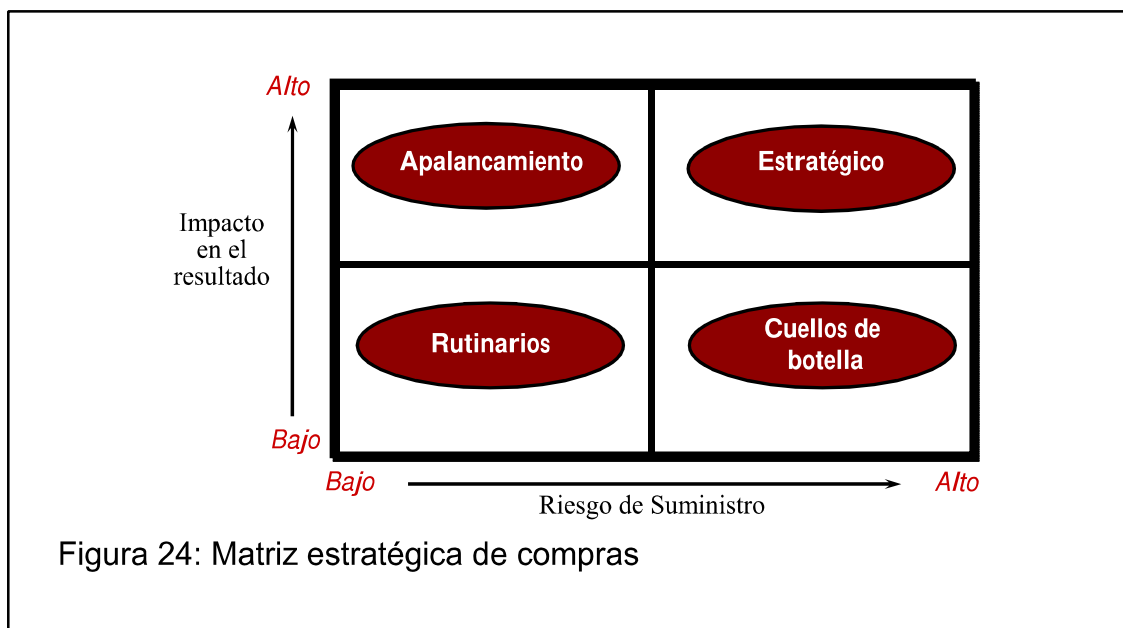 Alto
Apalancamiento
Estratégico
Impacto
en el
resultado
Rutinarios
Cuellos de
botella
Bajo
Bajo
Alto
Riesgo de Suministro
Figura 24: Matriz estratégica de compras